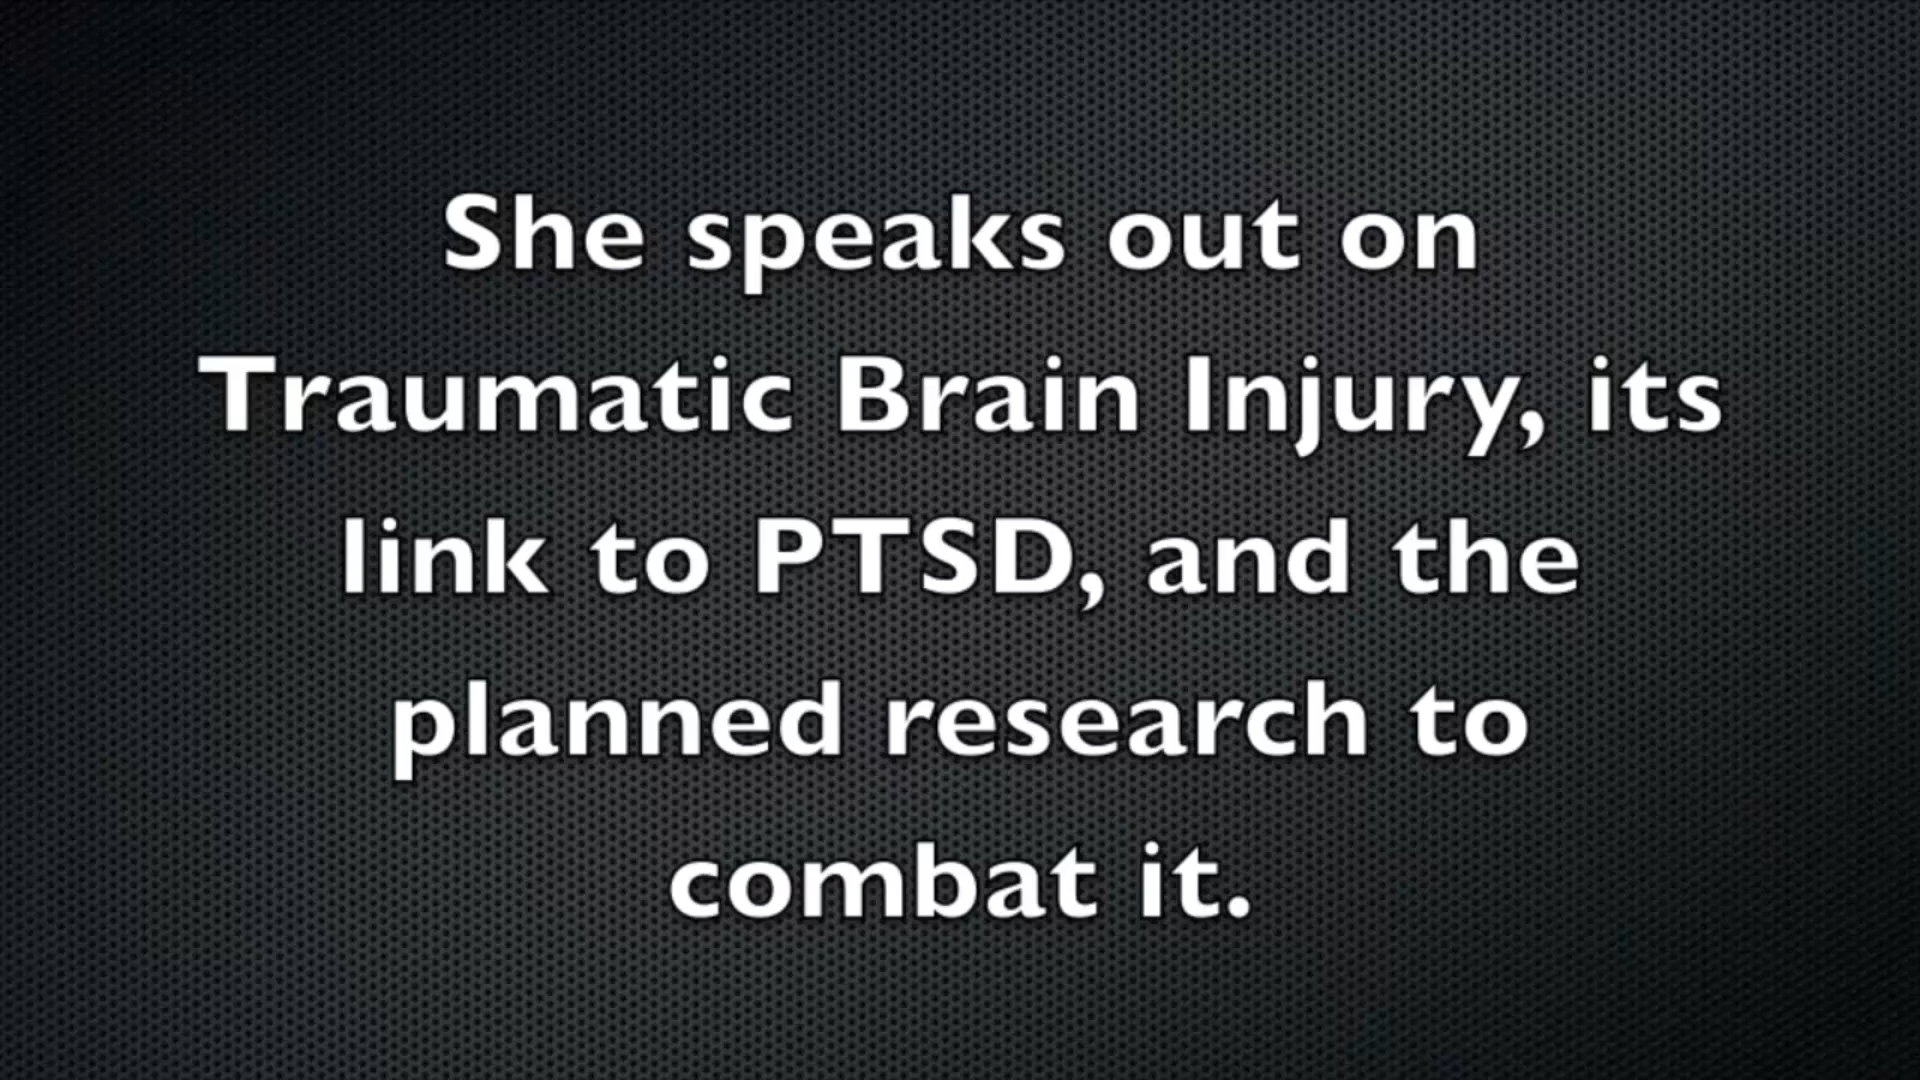 She speaks out on
Traumatic Brain Injury, its
link to PTSD, and the
planned research to
combat it.